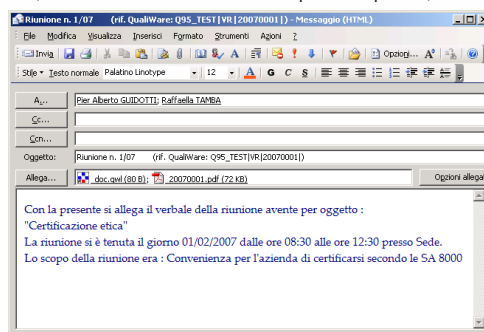 Riunione n. 1/07 (rif. QualiWare: Q95_TEST|VR|20070001|) - Messaggio (HTML)
File Modifica Visualizza Inserisci Formato Strumenti Azioni ?
Invia Opzioni...
Stile Testo normale Palatino Linotype 12 A G C S
A... Pier Alberto GUIDOTTI; Raffaella TAMBA
Cc...
Ccn...
Oggetto: Riunione n. 1/07 (rif. QualiWare: Q95_TEST|VR|20070001|)
Allega... _doc.qwl (80 B); 20070001.pdf (72 KB) Opzioni allega
Con la presente si allega il verbale della riunione avente per oggetto :
"Certificazione etica"
La riunione si è tenuta il giorno 01/02/2007 dalle ore 08:30 alle ore 12:30 presso Sede.
Lo scopo della riunione era : Convenienza per l'azienda di certificarsi secondo le SA 8000